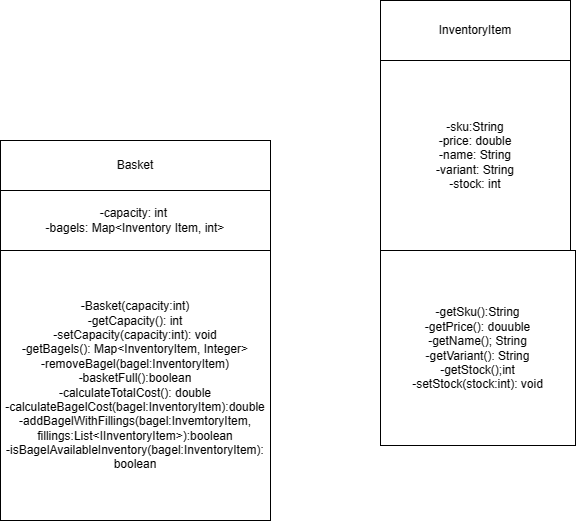 InventoryItem
-sku:String
-price: double
-name: String
-variant: String
-stock: int
Basket
-capacity: int
-bagels: Map<Inventory Item, int>
-Basket(capacity:int)
-getCapacity(): int
-setCapacity(capacity:int): void
-getBagels(): Map<InventoryItem, Integer>
-removeBagel(bagel:InventoryItem)
-basketFull():boolean
-calculateTotalCost(): double
-calculateBagelCost(bagel:InventoryItem):double
-addBagelWithFillings(bagel:InvemtoryItem,
fillings:List<IInventoryItem>):boolean
-isBagelAvailableInventory(bagel:InventoryItem):
boolean
-getSku():String
-getPrice(): douuble
-getName(); String
-getVariant(): String
-getStock();int
-setStock(stock:int): void